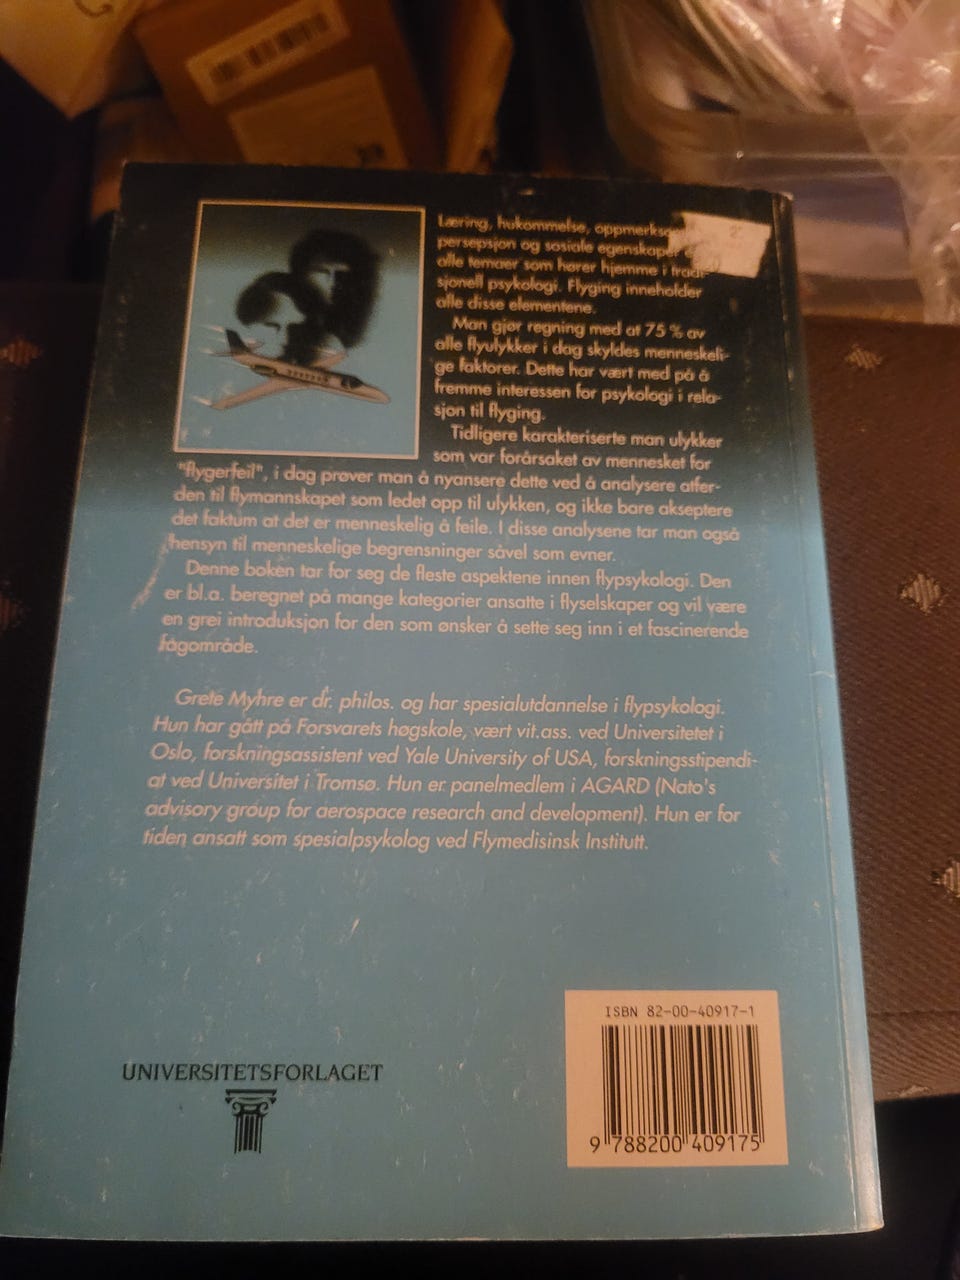 Læring, hukommelse,
persepsjon og sosiale egenskaper
alle temaer som hører hjemme i tradi-
sjonell psykologi. Flyging inneholder
alle disse elementene.
Man gjør regning med at 75 % av
alle flyulykker i dag skyldes menneskeli-
ge faktorer. Dette har vært med på å
fremme interessen for psykologi i rela-
sjon til flyging.
Tidligere karakteriserte man ulykker
som var forårsaket av mennesket for
"flygerfeil", i dag prøver man å nyansere dette ved å analysere atfer-
den til flymannskapet som ledet opp til ulykken, og ikke bare akseptere
det faktum at det er menneskelig å feile. I disse analysene tar man også
hensyn til menneskelige begrensninger såvel som evner.
Denne boken tar for seg de fleste aspektene innen flypsykologi. Den
er bl.a. beregnet på mange kategorier ansatte i flyselskaper og vil være
en grei introduksjon for den som ønsker å sette seg inn i et fascinerende
fagområde.
Grete Myhre er dr. philos. og har spesialutdannelse i flypsykologi.
Hun har gått på Forsvarets høgskole, vært vit.ass. ved Universitetet i
Oslo, forskningsassistent ved Yale University of USA, forskningsstipendi-
at ved Universitet i Tromsø. Hun er panelmedlem i AGARD (Nato's
advisory group for aerospace research and development). Hun er for
tiden ansatt som spesialpsykolog ved Flymedisinsk Institutt.
UNIVERSITETSFORLAGET
ISBN 82-00-40917-1
9 788200 409175